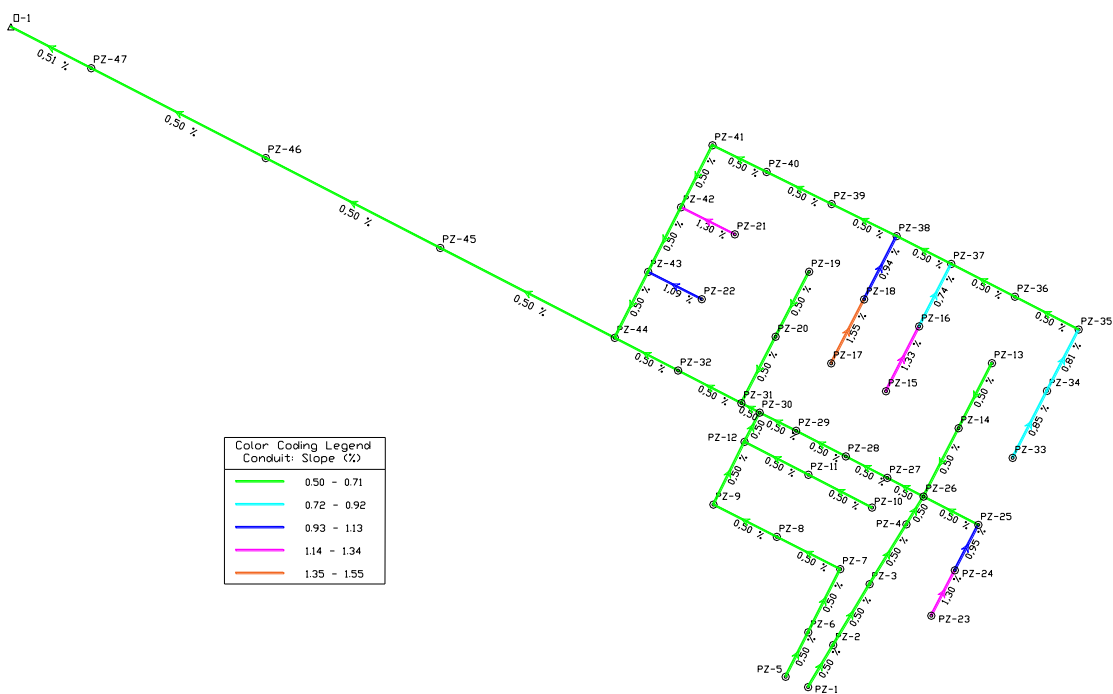 O-1
PZ-47
0,51 %
0,50 %
PZ-46
0,50 %
PZ-45
0,50 %
PZ-41
PZ-40
0,50 %
0,50 %
PZ-39
0,50 %
0,50 %
PZ-38
0,50 %
PZ-42
PZ-21
1,30 %
0,50 %
PZ-37
0,50 %
PZ-36
0,50 %
PZ-35
PZ-43
PZ-19
0,94 %
0,74 %
PZ-22
1,09 %
PZ-18
0,50 %
0,50 %
PZ-16
PZ-44
PZ-20
1,55 %
0,81 %
PZ-32
0,50 %
0,50 %
PZ-17
1,33 %
PZ-13
PZ-15
PZ-34
0,50 %
PZ-31
0,50 %
PZ-30
0,50 %
0,50 %
PZ-29
0,50 %
PZ-14
0,85 %
PZ-12
0,50 %
PZ-28
PZ-33
0,50 %
PZ-11
0,50 %
PZ-27
0,50 %
0,50 %
0,50 %
PZ-26
PZ-9
PZ-10
0,50 %
PZ-25
0,50 %
PZ-8
PZ-4
0,50 %
0,50 %
0,95 %
PZ-7
PZ-3
PZ-24
0,50 %
0,50 %
1,30 %
PZ-23
PZ-6
PZ-2
0,50 %
0,50 %
PZ-5
PZ-1
Color Coding Legend
Conduit: Slope (%)
0.50 - 0.71
0.72 - 0.92
0.93 - 1.13
1.14 - 1.34
1.35 - 1.55